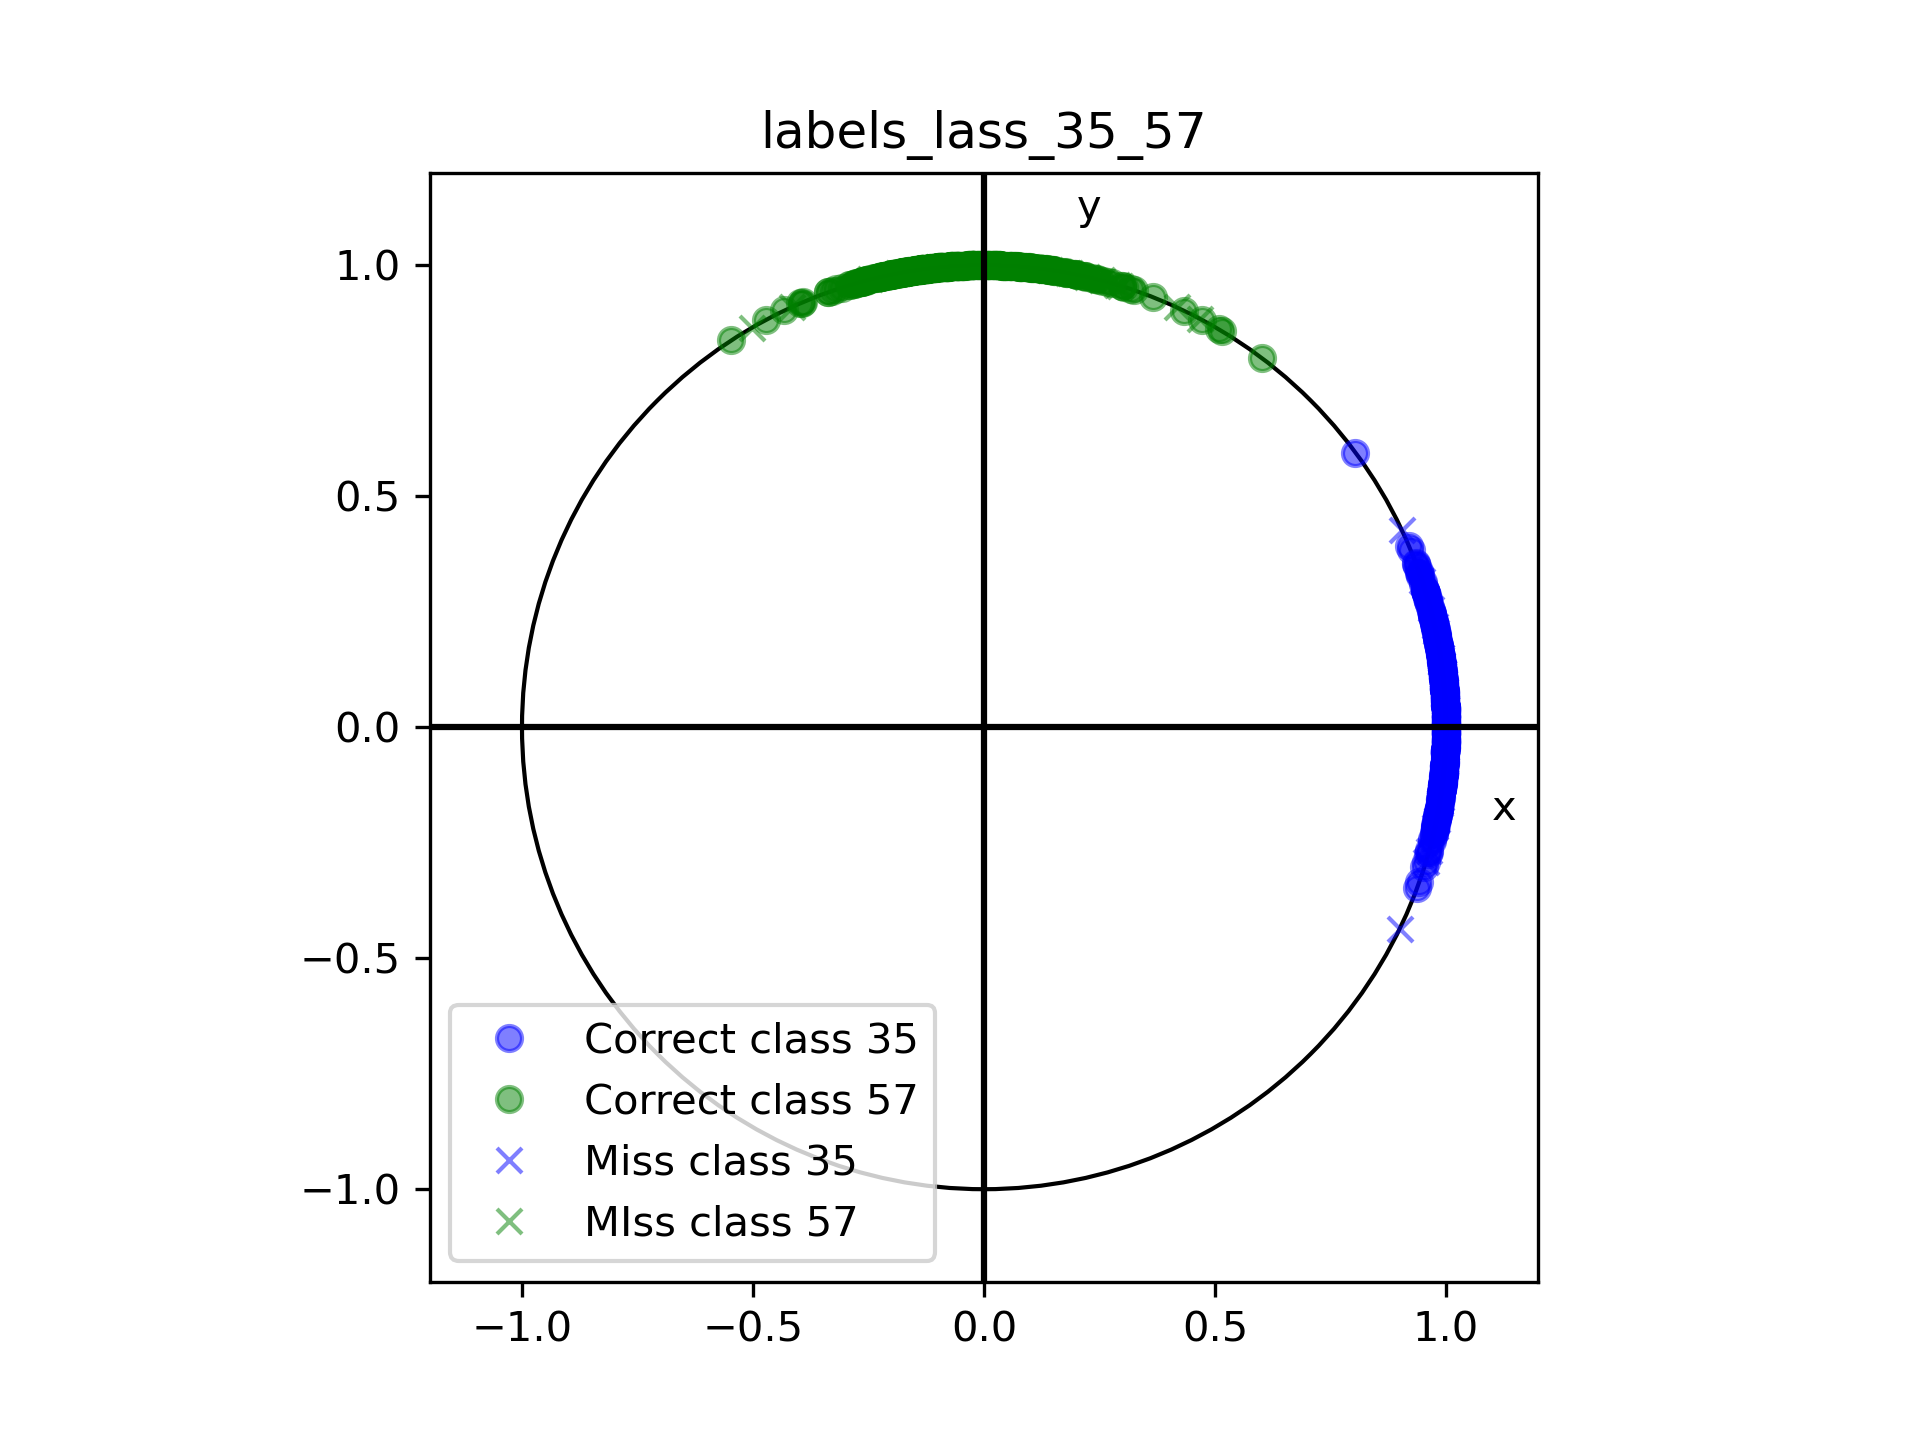 labels_lass_35_57
y
1.0
0.5
0.0
x
−0.5
−1.0
Correct class 35
Correct class 57
Miss class 35
MIss class 57
−1.0 −0.5 0.0 0.5 1.0